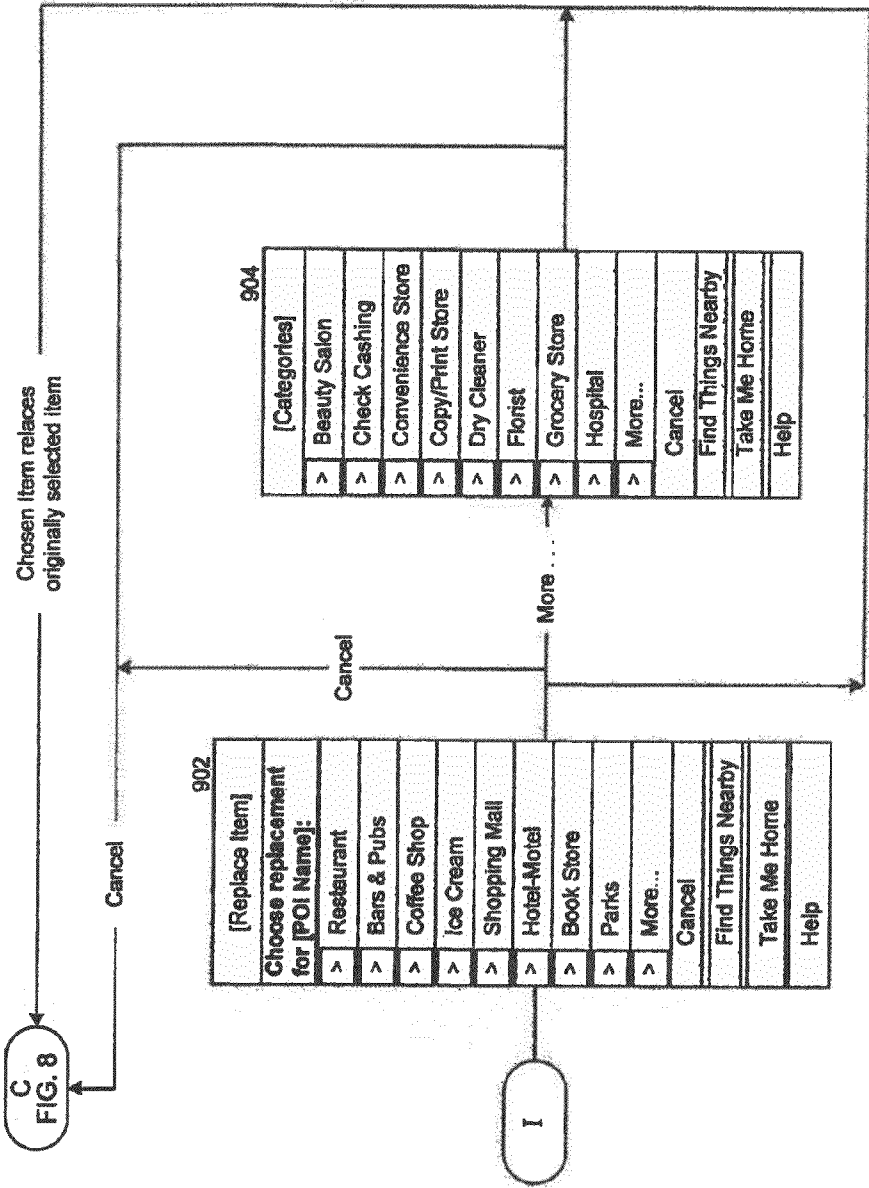 C
FIG. 8
Chosen Item relaces
originally selected item
Cancel
Cancel
More ...
I
902
[Replace Item]
Choose replacement
for [POI Name]:
> Restaurant
> Bars & Pubs
> Coffee Shop
> Ice Cream
> Shopping Mall
> Hotel-Motel
> Book Store
> Parks
> More...
Cancel
Find Things Nearby
Take Me Home
Help
904
[Categories]
> Beauty Salon
> Check Cashing
> Convenience Store
> Copy/Print Store
> Dry Cleaner
> Florist
> Grocery Store
> Hospital
> More...
Cancel
Find Things Nearby
Take Me Home
Help